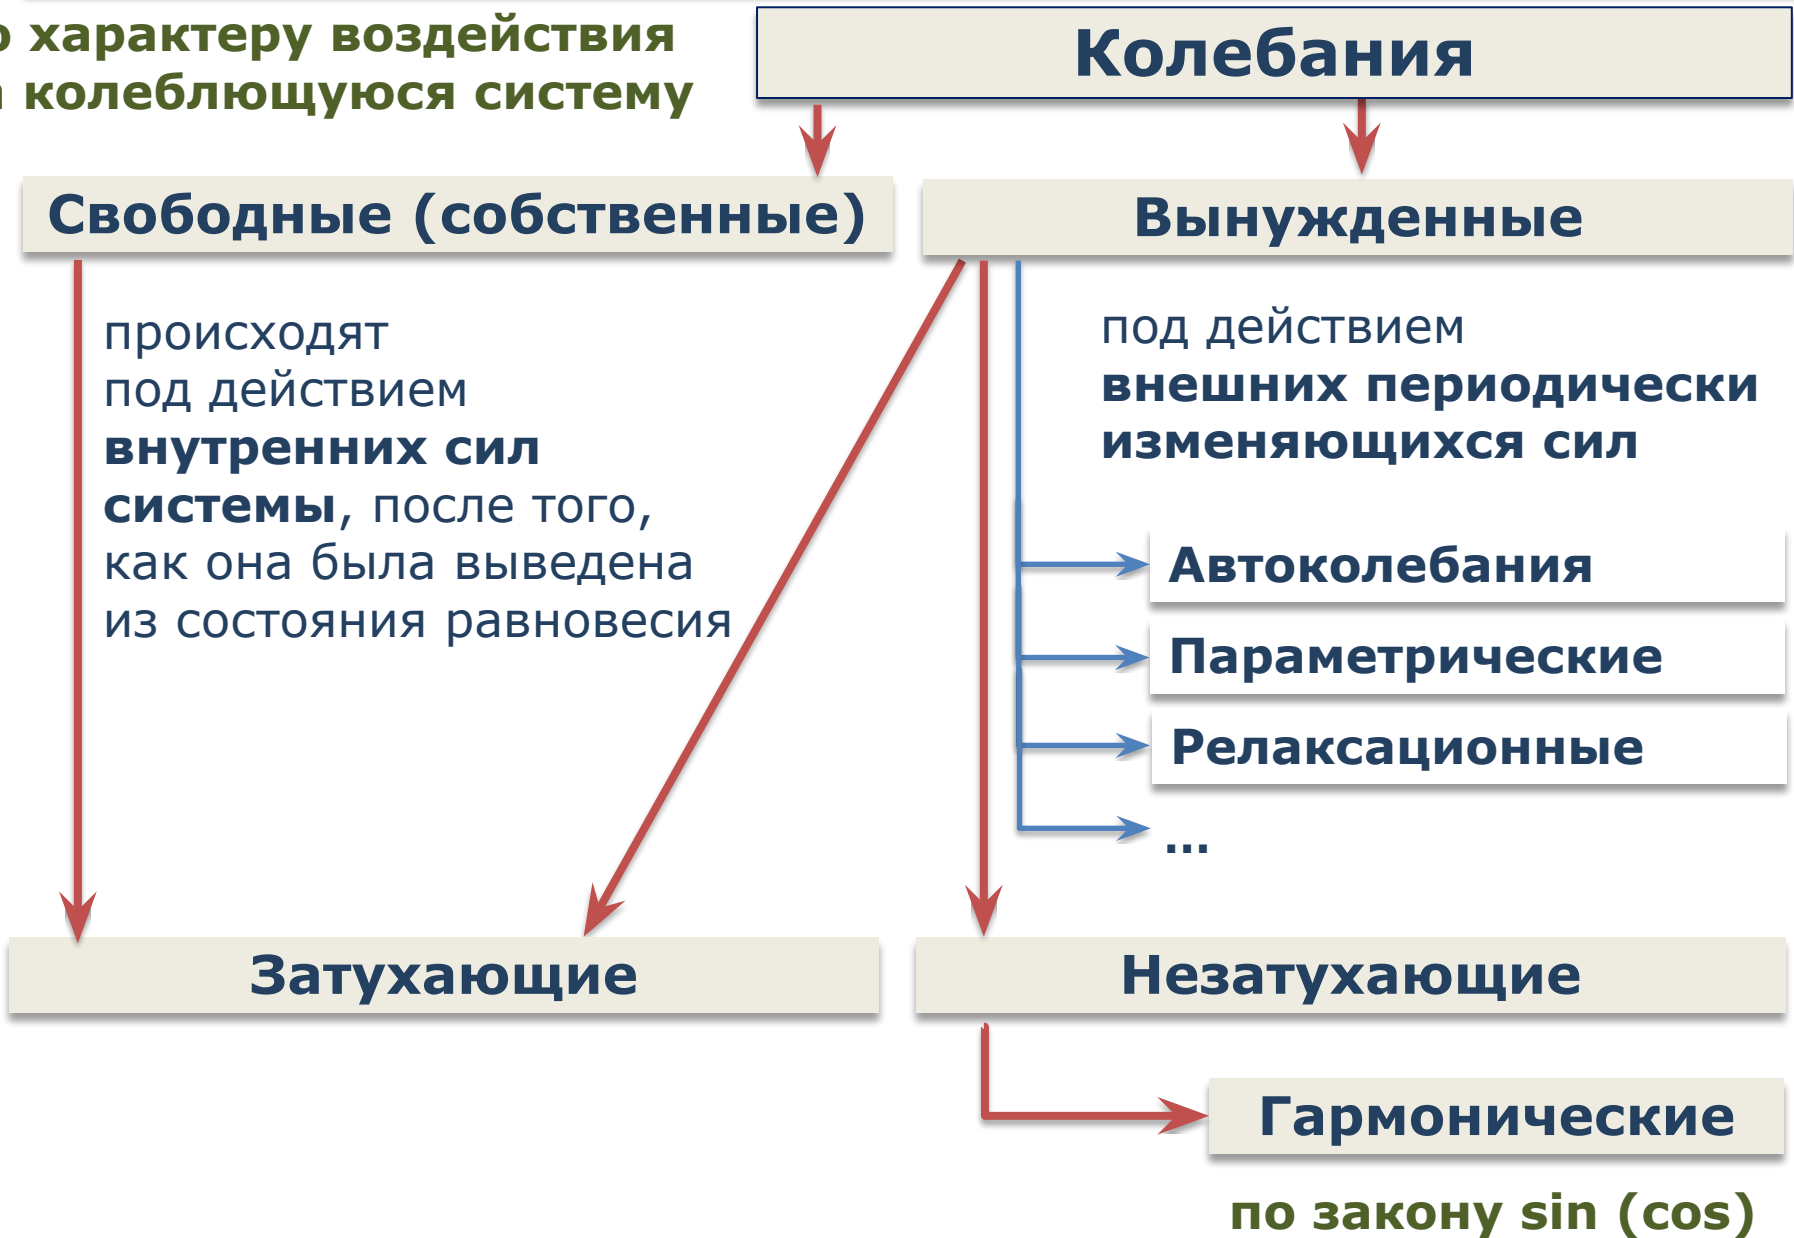 характеру воздействия
колеблющуюся систему
Колебания
Свободные (собственные)
Вынужденные
происходят
под действием
внутренних сил
системы, после того,
как она была выведена
из состояния равновесия
под действием
внешних периодически
изменяющихся сил
Автоколебания
Параметрические
Релаксационные
...
Затухающие
Незатухающие
Гармонические
по закону sin (cos)